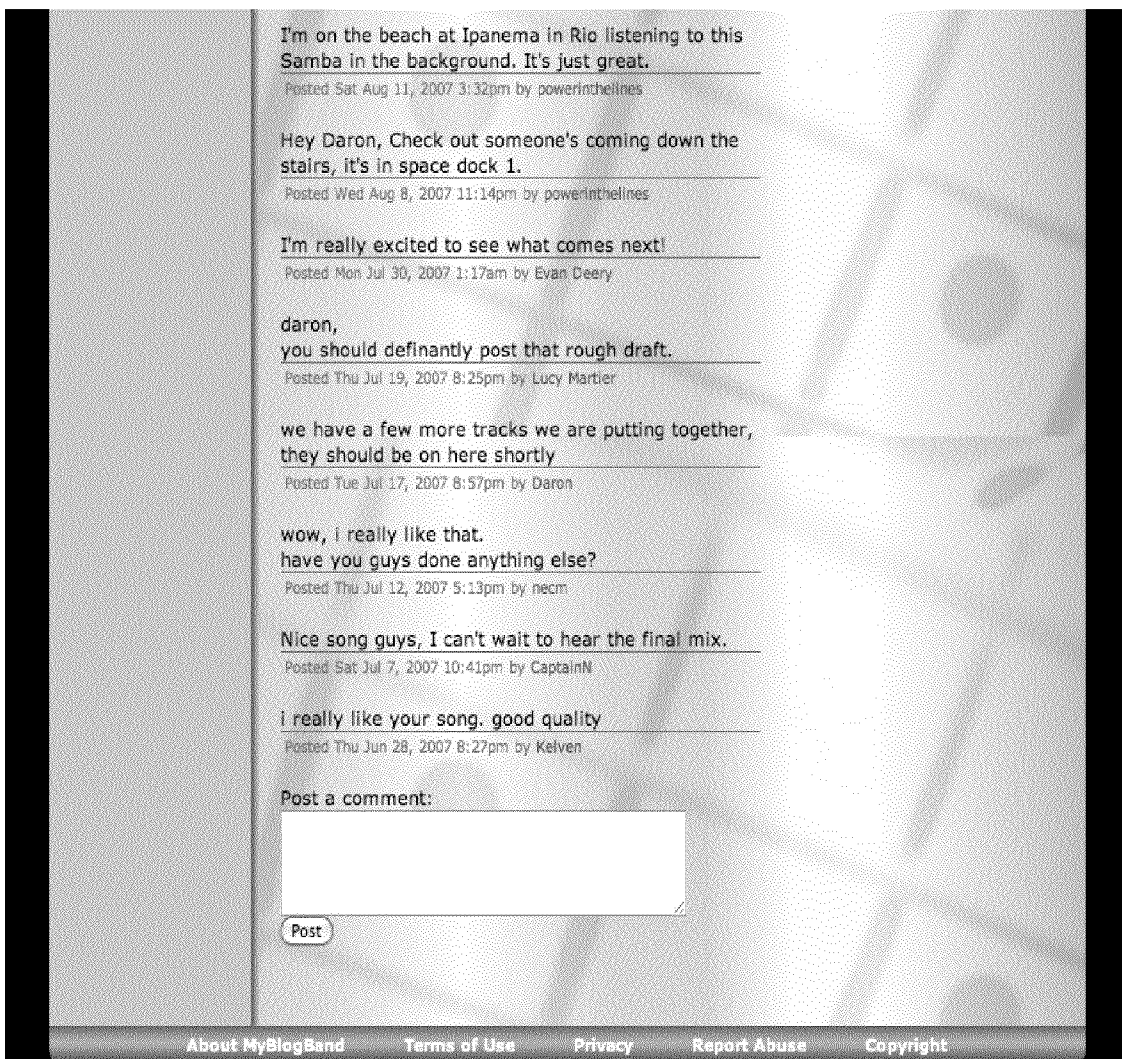 I'm on the beach at Ipanema in Rio listening to this
Samba in the background. It's just great.
Posted Sat Aug 11, 2007 3:32pm by powerinthelines
Hey Daron, Check out someone's coming down the
stairs, it's in space dock 1.
Posted Wed Aug 8, 2007 11:14pm by powerinthelines
I'm really excited to see what comes next!
Posted Mon Jul 30, 2007 1:17am by Evan Deery
daron,
you should definantly post that rough draft.
Posted Thu Jul 19, 2007 8:25pm by Lucy Martier
we have a few more tracks we are putting together,
they should be on here shortly
Posted Tue Jul 17, 2007 8:57pm by Daron
wow, i really like that.
have you guys done anything else?
Posted Thu Jul 12, 2007 5:13pm by necm
Nice song guys, I can't wait to hear the final mix.
Posted Sat Jul 7, 2007 10:41pm by CaptainN
i really like your song. good quality
Posted Thu Jun 28, 2007 8:27pm by Kelven
Post a comment:
Post
About MyBlogBand Terms of Use Privacy Report Abuse Copyright